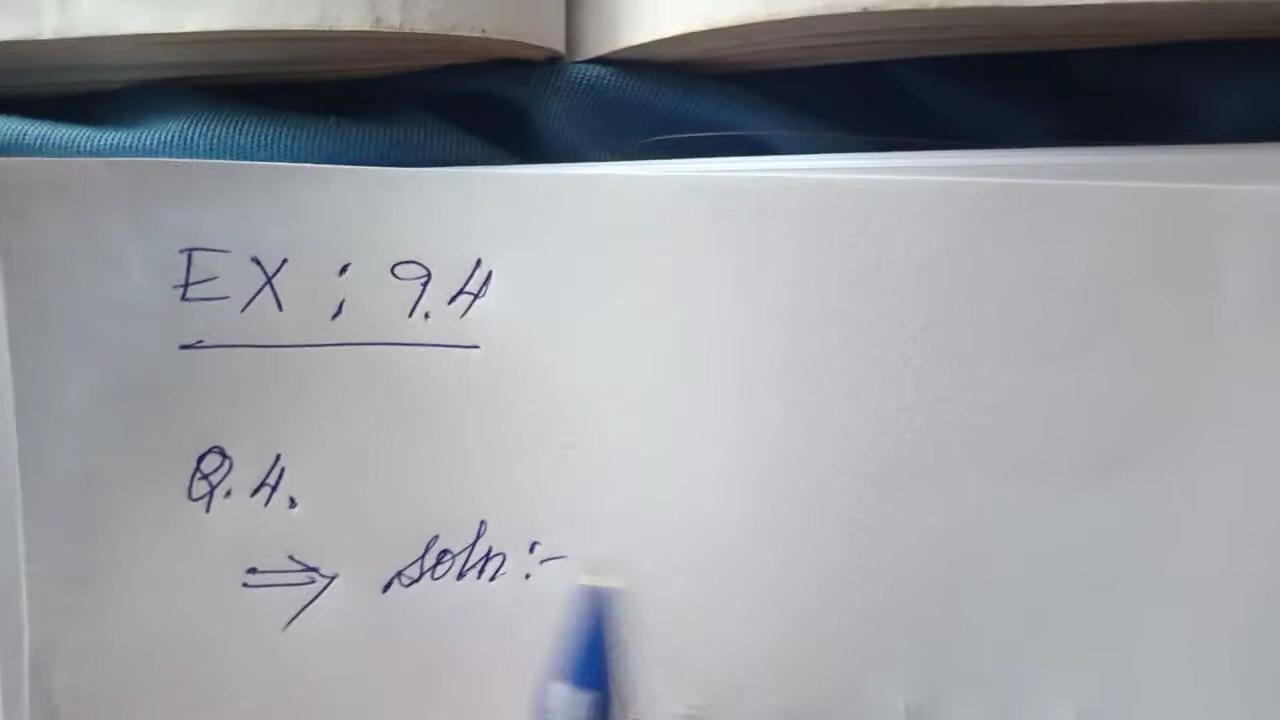 EX : 9.4
Q.4.
⇒ soln :-